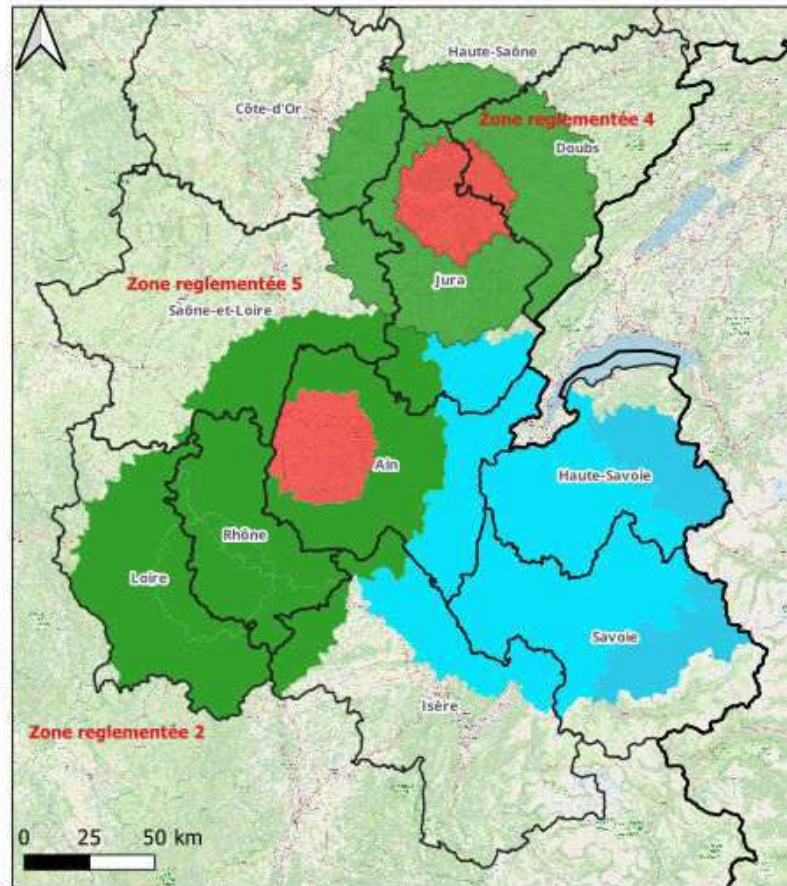 Haute-Saône
Côte-d'Or
Zone reglementée 4
Doubs
Jura
Zone reglementée 5
Saône-et-Loire
Ain
Haute-Savoie
Rhône
Loire
Savoie
Isère
Zone reglementée 2
0 25 50 km